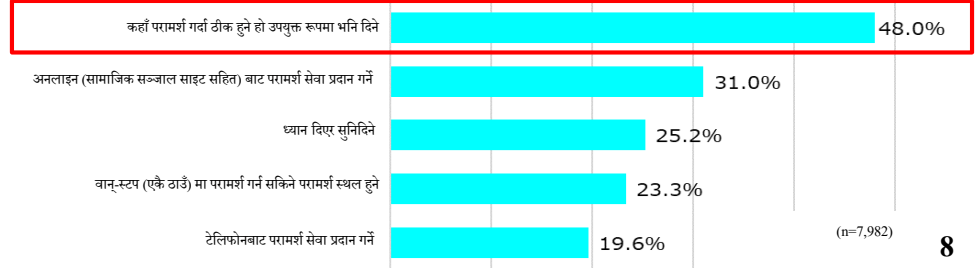 कहाँ परामर्श गर्दा ठीक हुने हो उपयुक्त रूपमा भनि दिने
48.0%
अनलाइन (सामाजिक सञ्जाल साइट सहित) बाट परामर्श सेवा प्रदान गर्ने
31.0%
ध्यान दिएर सुनिदिने
25.2%
वान्-स्टप (एकै ठाउँ) मा परामर्श गर्न सकिने परामर्श स्थल हुने
23.3%
टेलिफोनबाट परामर्श सेवा प्रदान गर्ने
19.6%
(n=7,982)
8